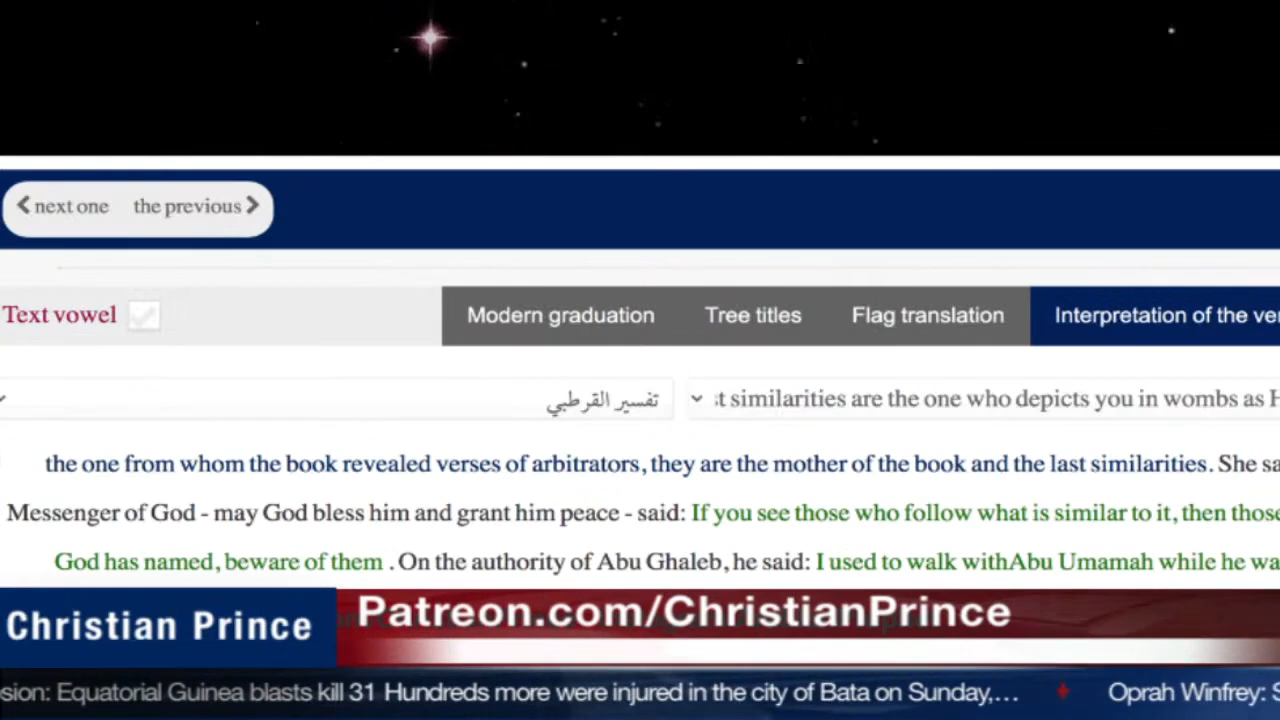 next one the previous
Text vowel
Modern graduation Tree titles Flag translation Interpretation of the ver
تفسير القرطبي
:t similarities are the one who depicts you in wombs as H
the one from whom the book revealed verses of arbitrators, they are the mother of the book and the last similarities. She sa
Messenger of God - may God bless him and grant him peace - said: If you see those who follow what is similar to it, then those
God has named, beware of them . On the authority of Abu Ghaleb, he said: I used to walk withAbu Umamah while he wa
Christian Prince
Patreon.com/ChristianPrince
sion: Equatorial Guinea blasts kill 31 Hundreds more were injured in the city of Bata on Sunday,... Oprah Winfrey: S